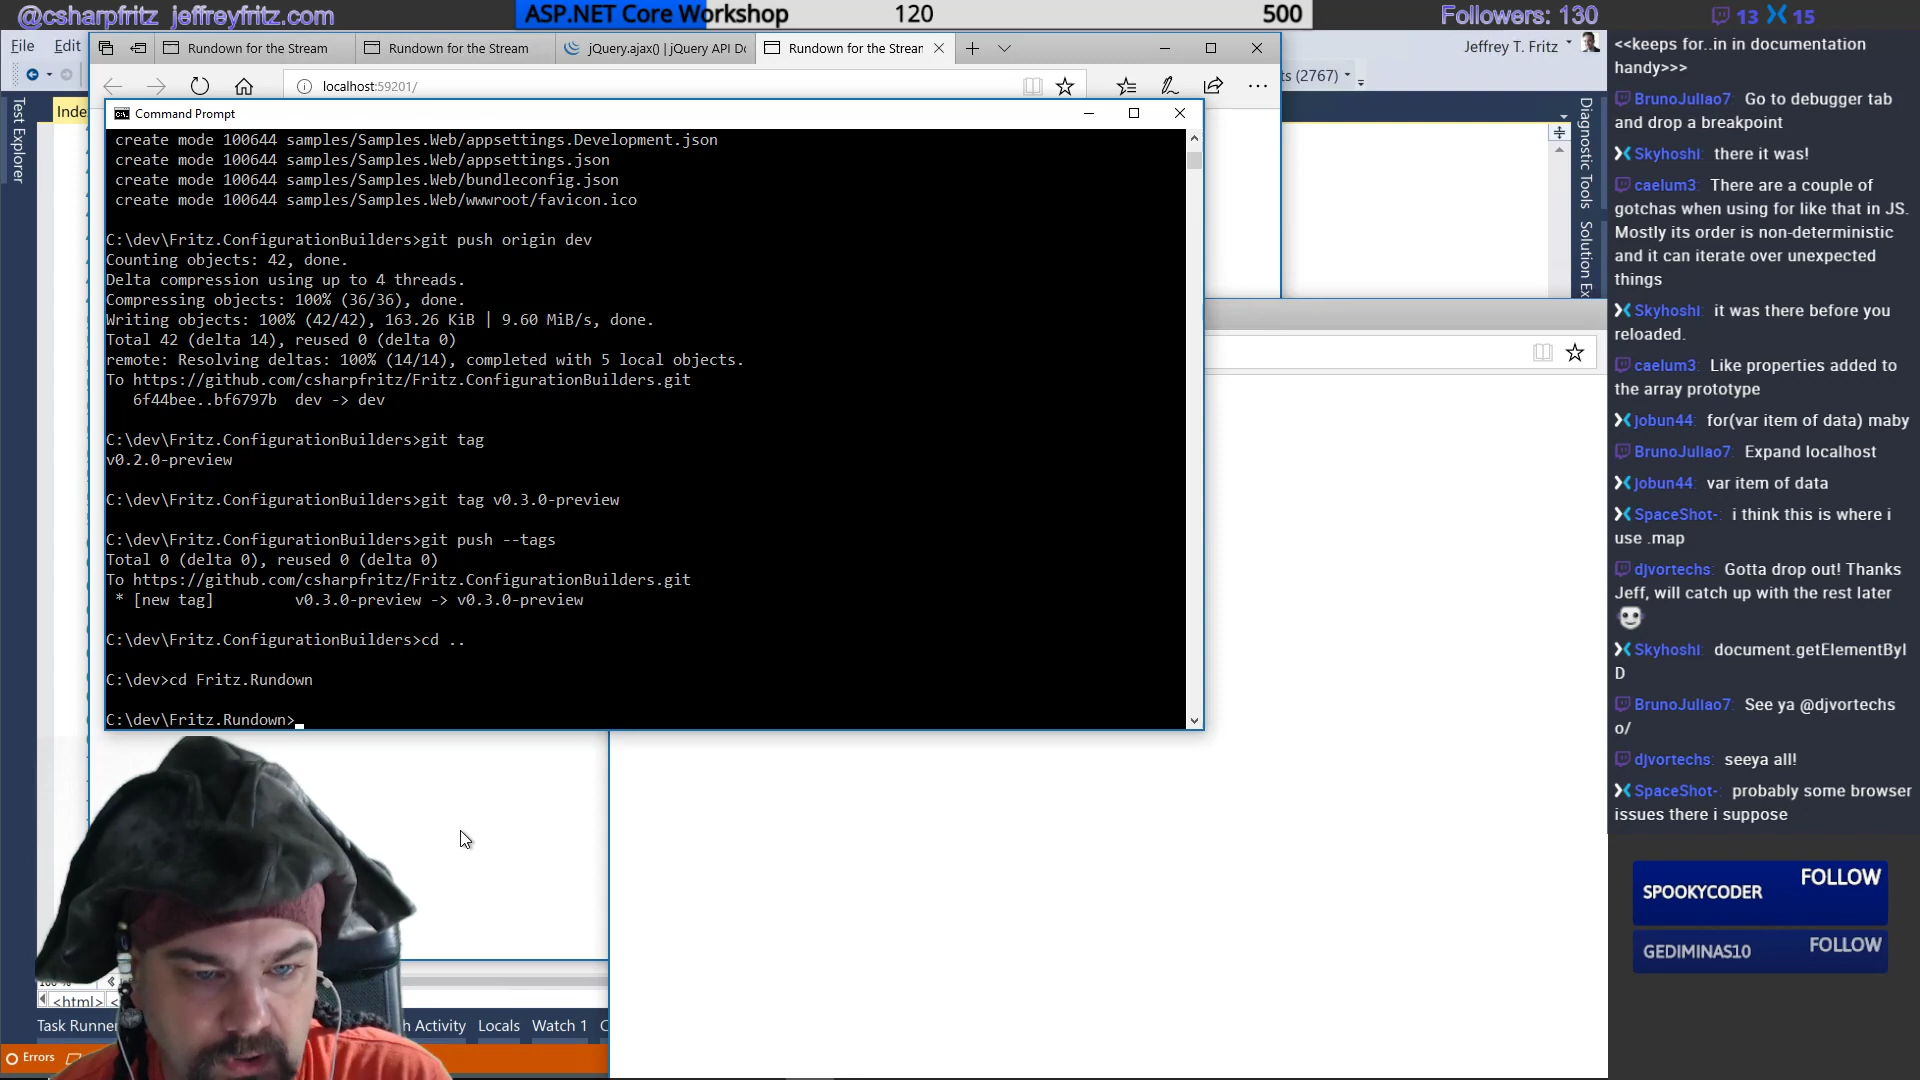 @csharpfritz jeffreyfritz.com
ASP.NET Core Workshop 120 500
Followers: 130
13 15
File Edit
Rundown for the Stream
Rundown for the Stream
jQuery.ajax() | jQuery API Do
Rundown for the Stream
Jeffrey T. Fritz
localhost:59201/
ts (2767)
Test Explorer
Inde
Diagnostic Tools
Solution Ex
Command Prompt
create mode 100644 samples/Samples.Web/appsettings.Development.json
create mode 100644 samples/Samples.Web/appsettings.json
create mode 100644 samples/Samples.Web/bundleconfig.json
create mode 100644 samples/Samples.Web/wwwroot/favicon.ico
C:\dev\Fritz.ConfigurationBuilders>git push origin dev
Counting objects: 42, done.
Delta compression using up to 4 threads.
Compressing objects: 100% (36/36), done.
Writing objects: 100% (42/42), 163.26 KiB | 9.60 MiB/s, done.
Total 42 (delta 14), reused 0 (delta 0)
remote: Resolving deltas: 100% (14/14), completed with 5 local objects.
To https://github.com/csharpfritz/Fritz.ConfigurationBuilders.git
6f44bee..bf6797b dev -> dev
C:\dev\Fritz.ConfigurationBuilders>git tag
v0.2.0-preview
C:\dev\Fritz.ConfigurationBuilders>git tag v0.3.0-preview
C:\dev\Fritz.ConfigurationBuilders>git push --tags
Total 0 (delta 0), reused 0 (delta 0)
To https://github.com/csharpfritz/Fritz.ConfigurationBuilders.git
* [new tag] v0.3.0-preview -> v0.3.0-preview
C:\dev\Fritz.ConfigurationBuilders>cd ..
C:\dev>cd Fritz.Rundown
C:\dev\Fritz.Rundown>
<html>
Task Runne
h Activity Locals Watch 1
Errors
<<keeps for..in in documentation
handy>>>
BrunoJuliao7: Go to debugger tab
and drop a breakpoint
SkyhoshI: there it was!
caelum3: There are a couple of
gotchas when using for like that in JS.
Mostly its order is non-deterministic
and it can iterate over unexpected
things
SkyhoshI: it was there before you
reloaded.
caelum3: Like properties added to
the array prototype
jobun44: for(var item of data) maby
BrunoJuliao7: Expand localhost
jobun44: var item of data
SpaceShot-: i think this is where i
use .map
djvortechs: Gotta drop out! Thanks
Jeff, will catch up with the rest later
SkyhoshI: document.getElementByI
D
BrunoJuliao7: See ya @djvortechs
o/
djvortechs: seeya all!
SpaceShot-: probably some browser
issues there i suppose
SPOOKYCODER FOLLOW
GEDIMINAS10 FOLLOW